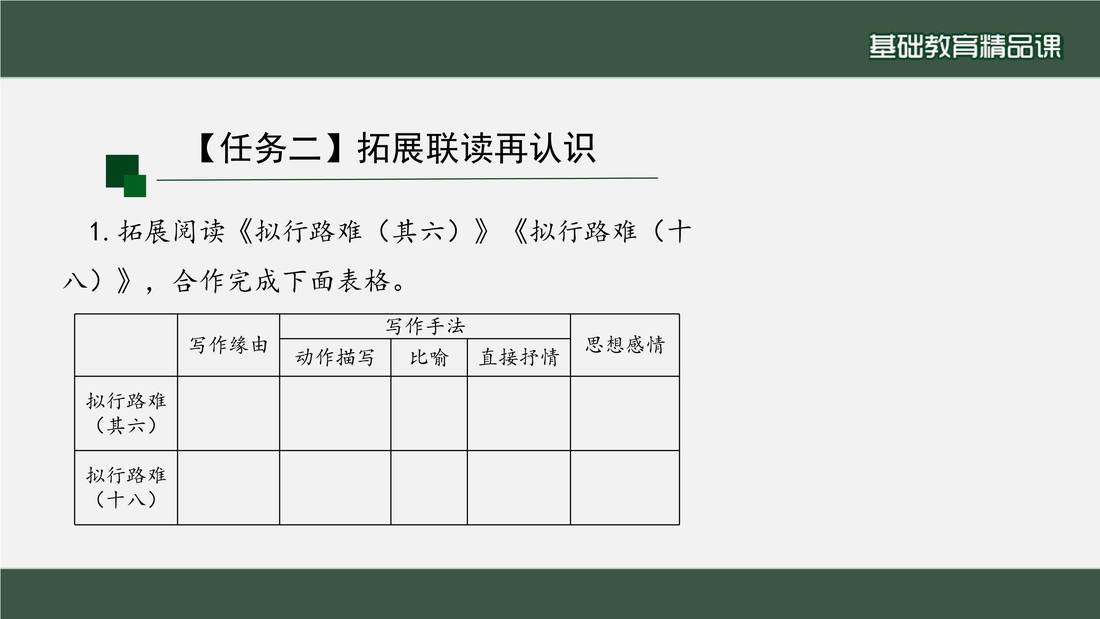 基础教育精品课
【任务二】拓展联读再认识
1.拓展阅读《拟行路难（其六）》《拟行路难（十
八）》，合作完成下面表格。
写作缘由 写作手法 思想感情
动作描写 比喻 直接抒情
拟行路难
（其六）
拟行路难
（十八）